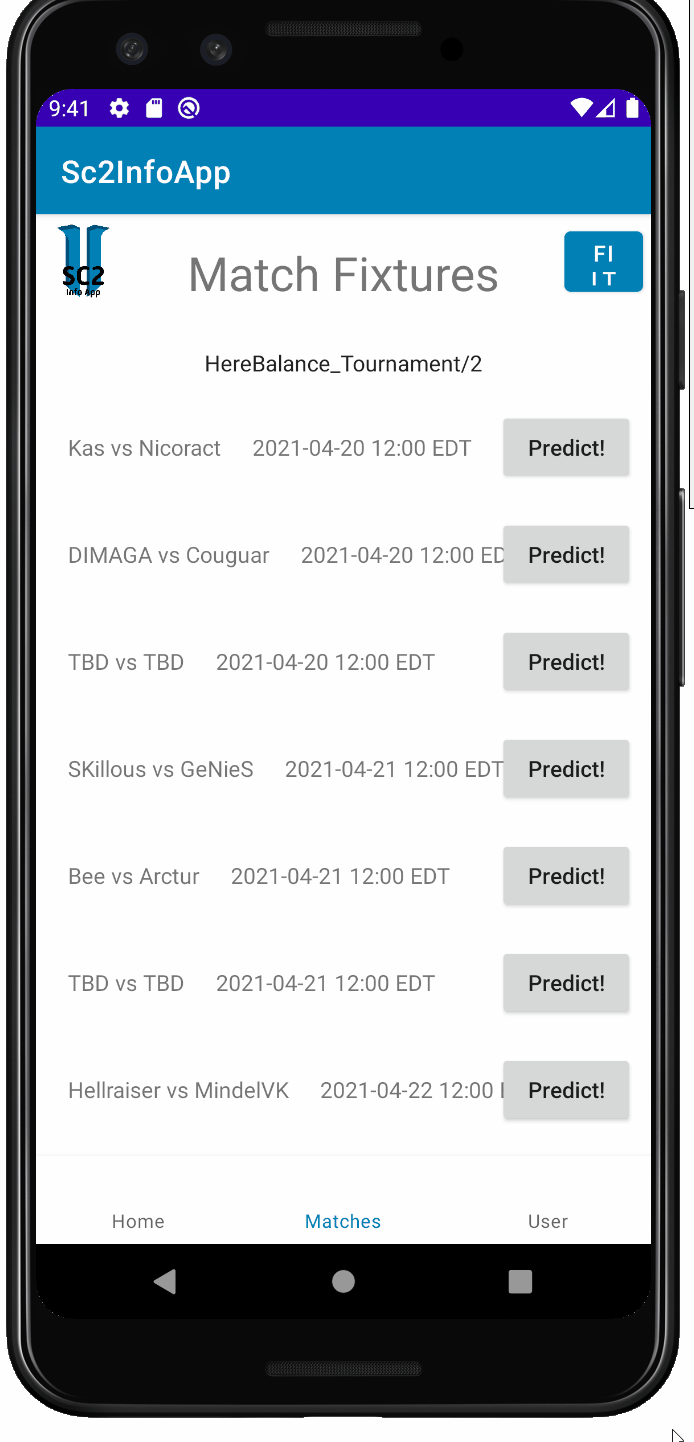 9:41
Sc2InfoApp
SC2
Info App
Match Fixtures
FI
IT
HereBalance_Tournament/2
Kas vs Nicoract 2021-04-20 12:00 EDT Predict!
DIMAGA vs Couguar 2021-04-20 12:00 ED Predict!
TBD vs TBD 2021-04-20 12:00 EDT Predict!
SKillous vs GeNieS 2021-04-21 12:00 EDT Predict!
Bee vs Arctur 2021-04-21 12:00 EDT Predict!
TBD vs TBD 2021-04-21 12:00 EDT Predict!
Hellraiser vs MindelVK 2021-04-22 12:00 Predict!
Home Matches User